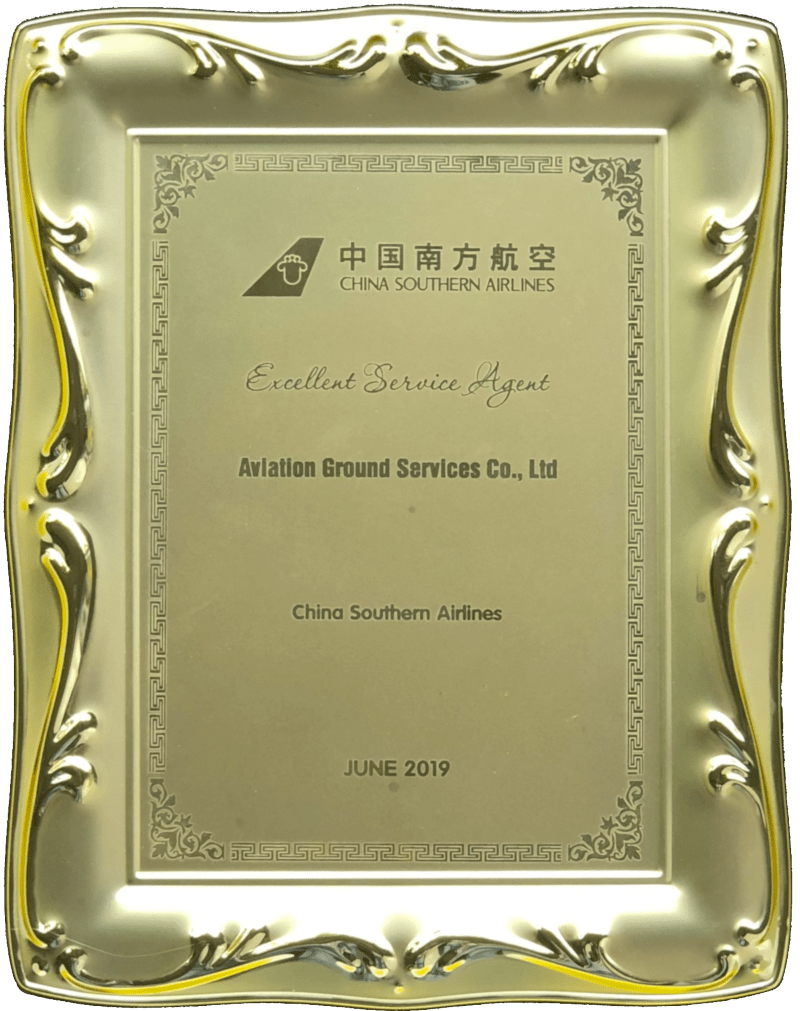 中国南方航空
CHINA SOUTHERN AIRLINES
Excellent Service Agent
Aviation Ground Services Co., Ltd
China Southern Airlines
JUNE 2019